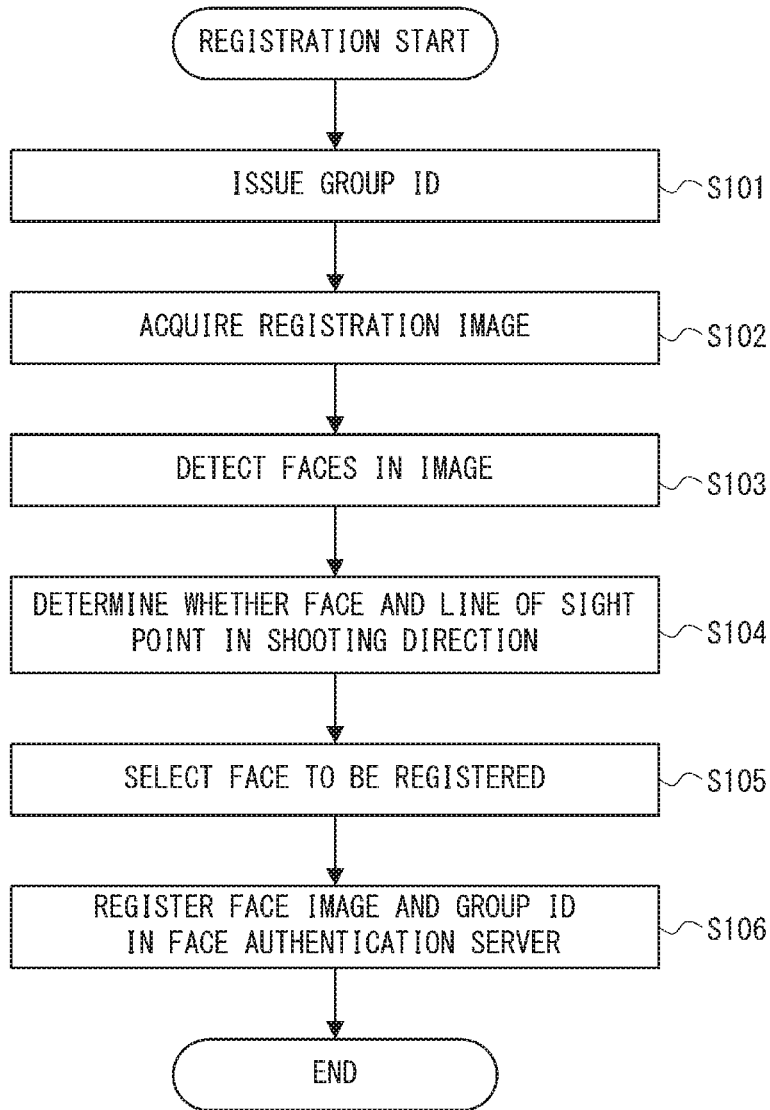 REGISTRATION START
ISSUE GROUP ID
S101
ACQUIRE REGISTRATION IMAGE
S102
DETECT FACES IN IMAGE
S103
DETERMINE WHETHER FACE AND LINE OF SIGHT
POINT IN SHOOTING DIRECTION
S104
SELECT FACE TO BE REGISTERED
S105
REGISTER FACE IMAGE AND GROUP ID
IN FACE AUTHENTICATION SERVER
S106
END